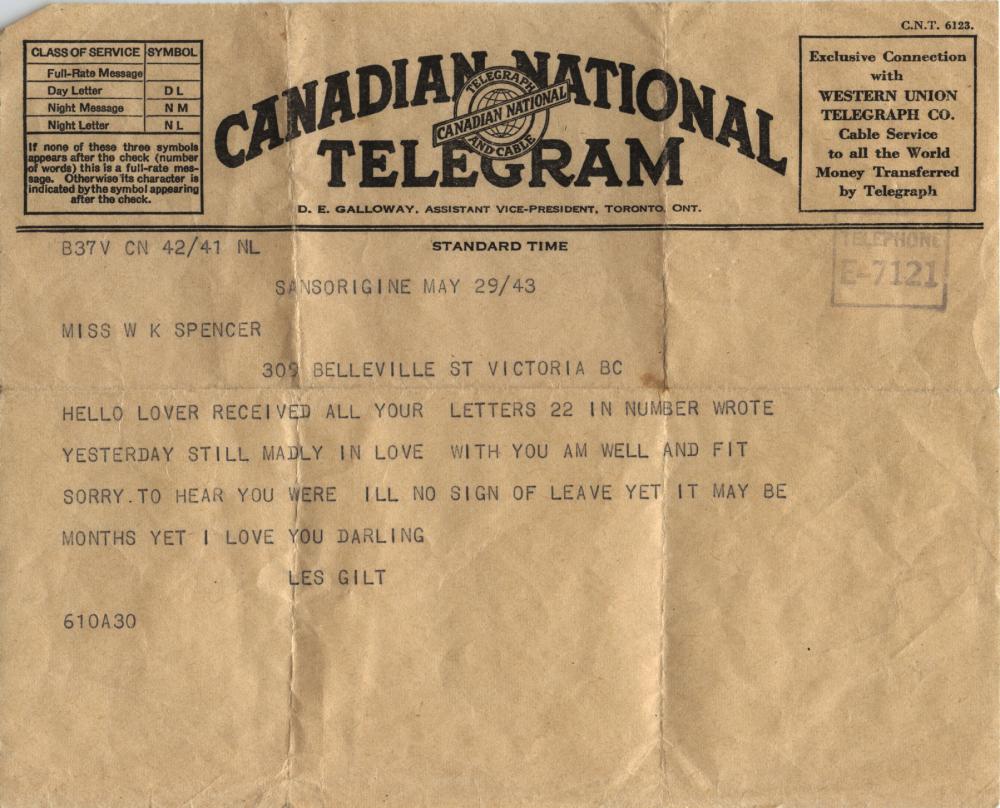 C.N.T. 6123.
CLASS OF SERVICE SYMBOL
Full-Rate Message
Day Letter D L
Night Message N M
Night Letter N L
If none of these three symbols
appears after the check (number
of words) this is a full-rate mes-
sage. Otherwise its character is
indicated by the symbol appearing
after the check.
CANADIAN NATIONAL
TELEGRAM
TELEGRAPH
CANADIAN NATIONAL
AND CABLE
D. E. GALLOWAY, ASSISTANT VICE-PRESIDENT, TORONTO, ONT.
Exclusive Connection
with
WESTERN UNION
TELEGRAPH CO.
Cable Service
to all the World
Money Transferred
by Telegraph
STANDARD TIME
TELEPHONE
E-7121
B37V CN 42/41 NL
SANSORIGINE MAY 29/43
MISS W K SPENCER
309 BELLEVILLE ST VICTORIA BC
HELLO LOVER RECEIVED ALL YOUR LETTERS 22 IN NUMBER WROTE
YESTERDAY STILL MADLY IN LOVE WITH YOU AM WELL AND FIT
SORRY.TO HEAR YOU WERE ILL NO SIGN OF LEAVE YET IT MAY BE
MONTHS YET I LOVE YOU DARLING
LES GILT
610A30